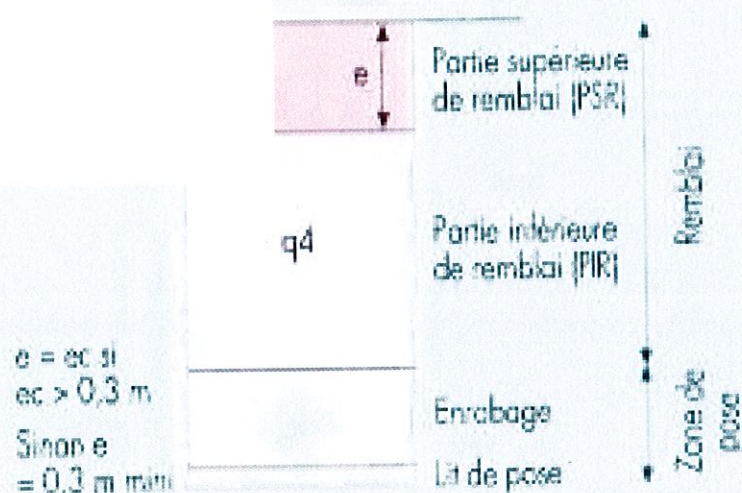 e
Partie supérieure
de remblai (PSR)
Remblai
q4
Partie inférieure
de remblai (PIR)
e = ec si
ec > 0,3 m
Sinon e
= 0,3 m mini
Enrobage
Lit de pose
Zone de
pose